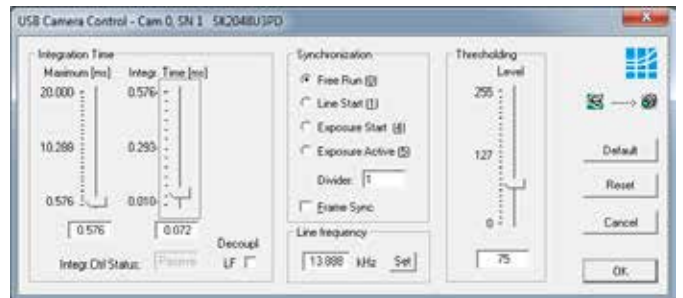 USB Camera Control - Cam 0, SN 1 SK2048U3PD
Integration Time
Maximum [ms]
Integr. Time [ms]
20.000
10.288
0.576
0.576
0.293
0.010
0.576
0.072
Integr. Ctrl Status:
Decoupl.
LF
Synchronization
Free Run (0)
Line Start (1)
Exposure Start (4)
Exposure Active (5)
Divider: 1
Frame Sync
Line frequency
13.888 kHz Set
Thresholding
Level
255
127
0
75
Default
Reset
Cancel
OK